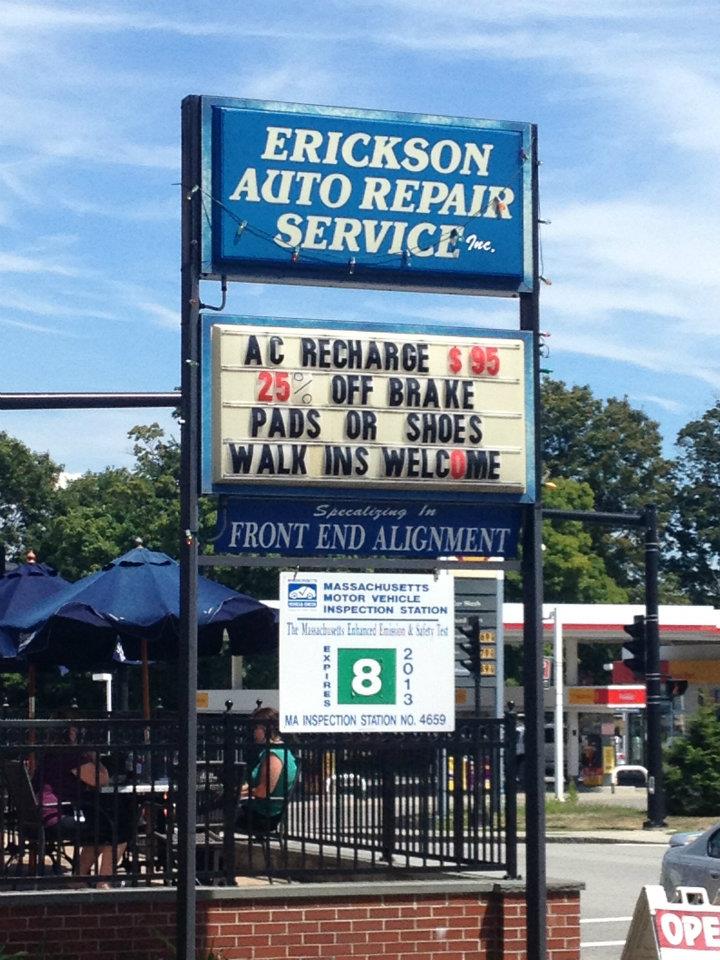 ERICKSON
AUTO REPAIR
SERVICE Inc.
AC RECHARGE $95
25% OFF BRAKE
PADS OR SHOES
WALK INS WELCOME
Specalizing In
FRONT END ALIGNMENT
MASSACHUSETTS
MOTOR VEHICLE
INSPECTION STATION
The Massachusetts Enhanced Emission & Safety Test
EXPIRES 8 2013
MA INSPECTION STATION NO. 4659
OPE